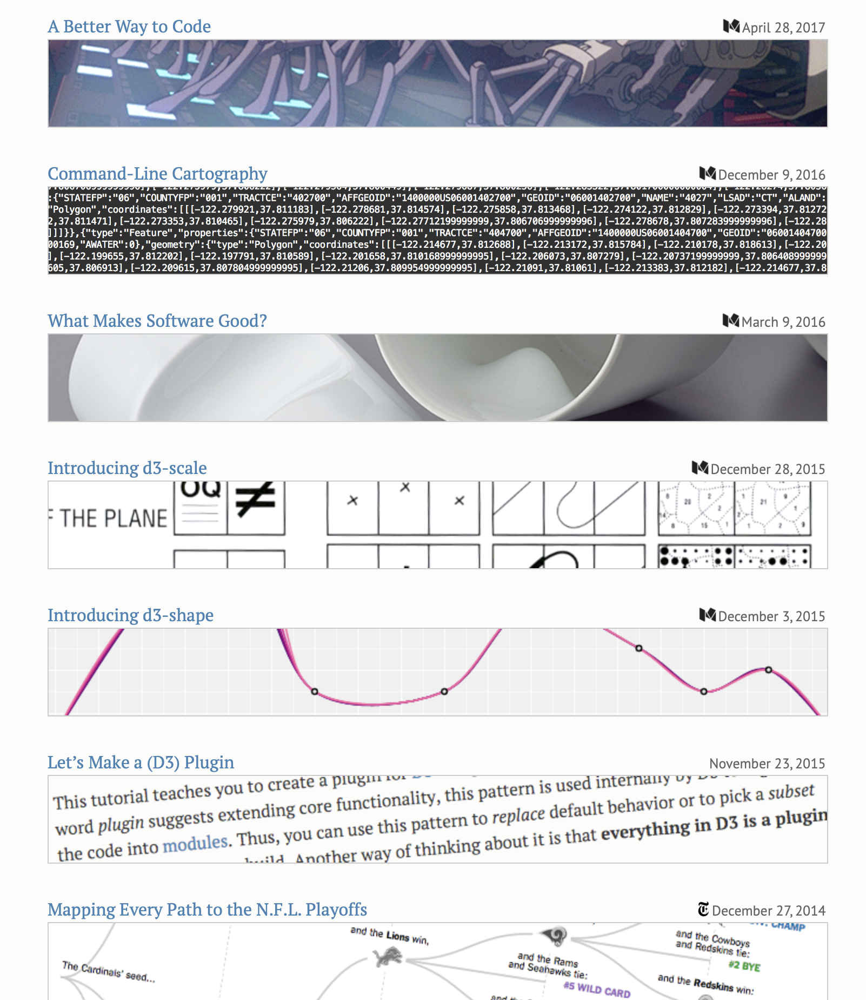 A Better Way to Code
April 28, 2017
Command-Line Cartography
December 9, 2016
:{"STATEFP":"06","COUNTYFP":"001","TRACTCE":"402700","AFFGEOID":"1400000US06001402700","GEOID":"06001402700","NAME":"4027","LSAD":"CT","ALAND":
"Polygon","coordinates":[[[-122.279921,37.811183],[-122.278681,37.814574],[-122.275858,37.813468],[-122.274122,37.812829],[-122.273394,37.81272
2,37.811471],[-122.273353,37.810465],[-122.275979,37.806222],[-122.27712199999999,37.806706999999996],[-122.278678,37.807283999999996],[-122.28
]]]}},{"type":"Feature","properties":{"STATEFP":"06","COUNTYFP":"001","TRACTCE":"404700","AFFGEOID":"1400000US06001404700","GEOID":"06001404700
00169,"AWATER":0},"geometry":{"type":"Polygon","coordinates":[[[-122.214677,37.812688],[-122.213172,37.815784],[-122.210178,37.818613],[-122.20
],[-122.199655,37.812202],[-122.197791,37.810589],[-122.201658,37.810168999999995],[-122.206073,37.807279],[-122.20737199999999,37.806408999999
605,37.806913],[-122.209615,37.807804999999995],[-122.21206,37.809954999999995],[-122.21091,37.81061],[-122.213383,37.812182],[-122.214677,37.8
What Makes Software Good?
March 9, 2016
Introducing d3-scale
December 28, 2015
THE PLANE
OQ
≠
Introducing d3-shape
December 3, 2015
Let’s Make a (D3) Plugin
November 23, 2015
This tutorial teaches you to create a plugin for
word plugin suggests extending core functionality, this pattern is used internally by
the code into modules. Thus, you can use this pattern to replace default behavior or to pick a subset
build. Another way of thinking about it is that everything in D3 is a plugin
Mapping Every Path to the N.F.L. Playoffs
December 27, 2014
The Cardinals’ seed...
and the Lions win,
and the Rams
and Seahawks tie:
#5 WILD CARD
CHAMP
and the Cowboys
and Redskins tie:
#2 BYE
and the Redskins win: